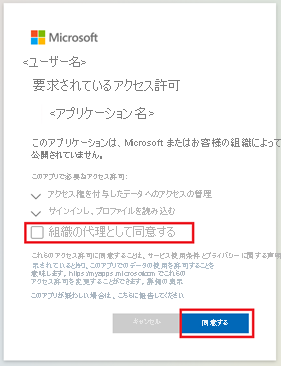 Microsoft
<ユーザー名>
要求されているアクセス許可
<アプリケーション名>
このアプリケーションは、Microsoft またはお客様の組織によって
公開されていません。
このアプリで必要なアクセス許可:
アクセス権を付与したデータへのアクセスの管理
サインインし、プロファイルを読み込む
組織の代理として同意する
これらのアクセス許可に同意することは、サービス使用条件とプライバシーに関する声明
示されているとおり、このアプリでのデータの使用を許可することを
意味します。https://myapps.microsoft.com でこれらの
アクセス許可を変更することができます。詳細の表示
このアプリが疑わしい場合は、こちらに報告してください
キャンセル
同意する